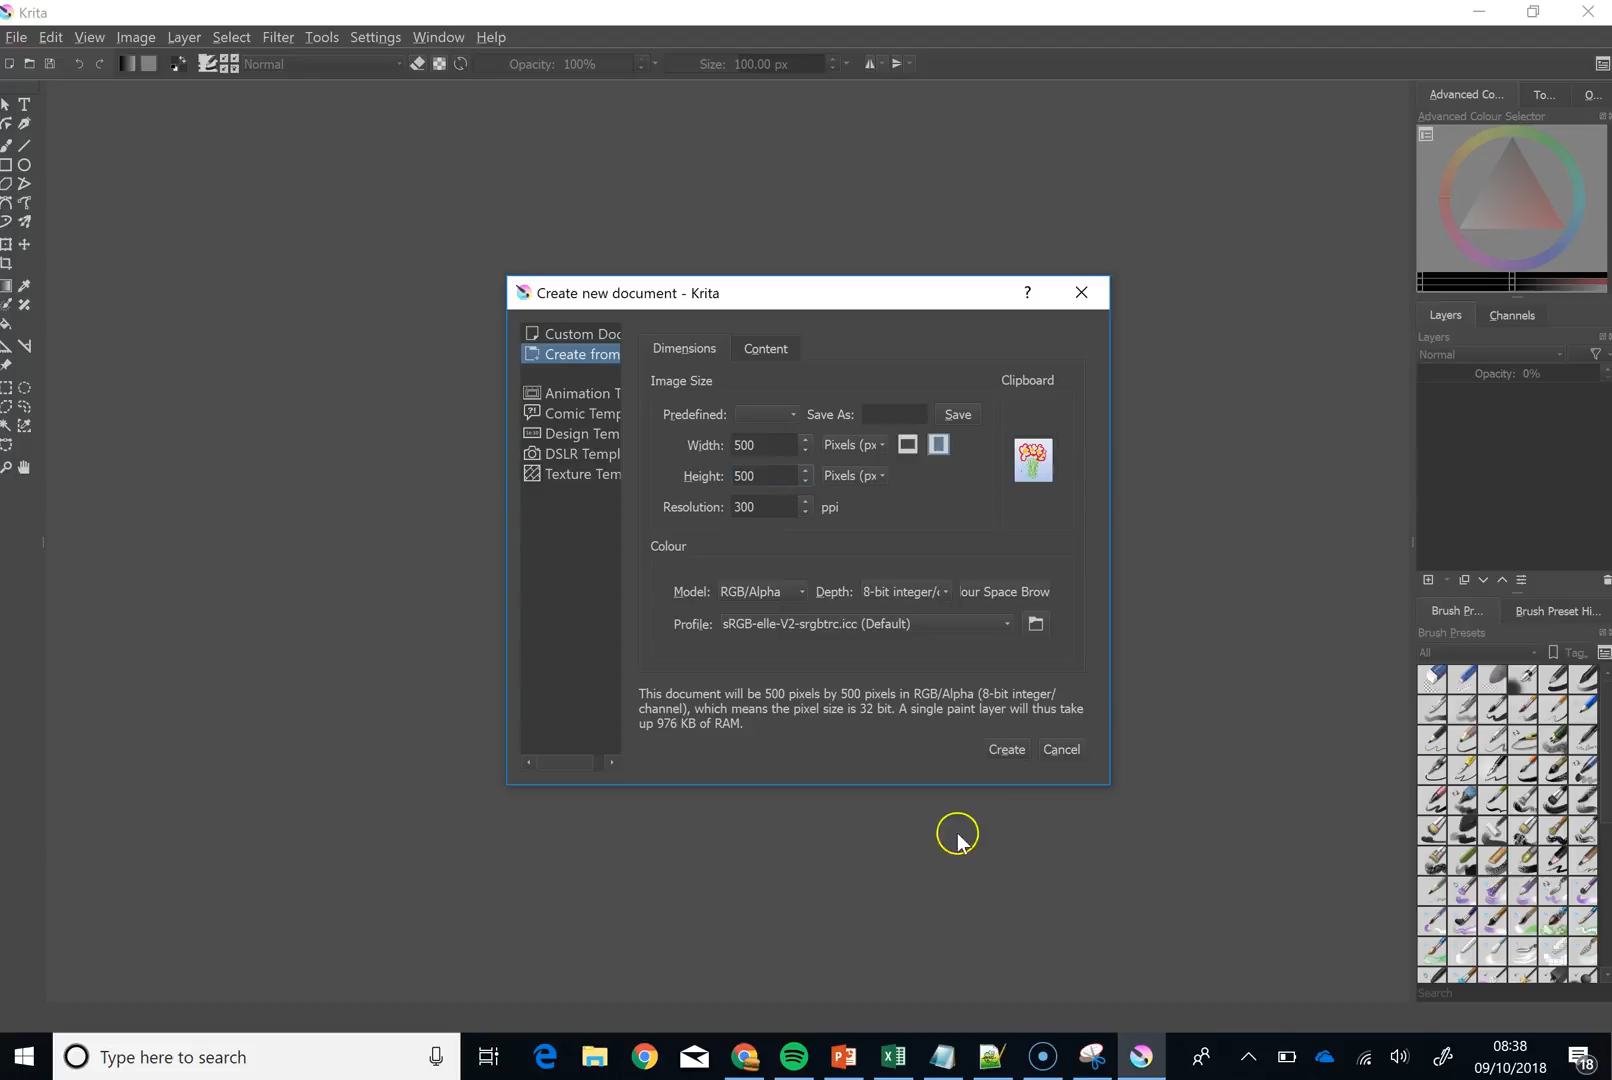 Krita
File Edit View Image Layer Select Filter Tools Settings Window Help
Normal Opacity: 100% Size: 100.00 px
Advanced Co... To... O...
Advanced Colour Selector
Create new document - Krita ?
Custom Doc
Create from
Animation T
Comic Temp
Design Tem
DSLR Templ
Texture Tem
Dimensions Content
Image Size
Clipboard
Predefined: Save As: Save
Width: 500 Pixels (px
Height: 500 Pixels (px
Resolution: 300 ppi
Colour
Model: RGB/Alpha Depth: 8-bit integer/c our Space Brow
Profile: sRGB-elle-V2-srgbtrc.icc (Default)
This document will be 500 pixels by 500 pixels in RGB/Alpha (8-bit integer/
channel), which means the pixel size is 32 bit. A single paint layer will thus take
up 976 KB of RAM.
Create Cancel
Layers Channels
Layers
Normal
Opacity: 0%
Brush Pr... Brush Preset Hi...
Brush Presets
All Tag
Search
Type here to search
08:38
09/10/2018
18